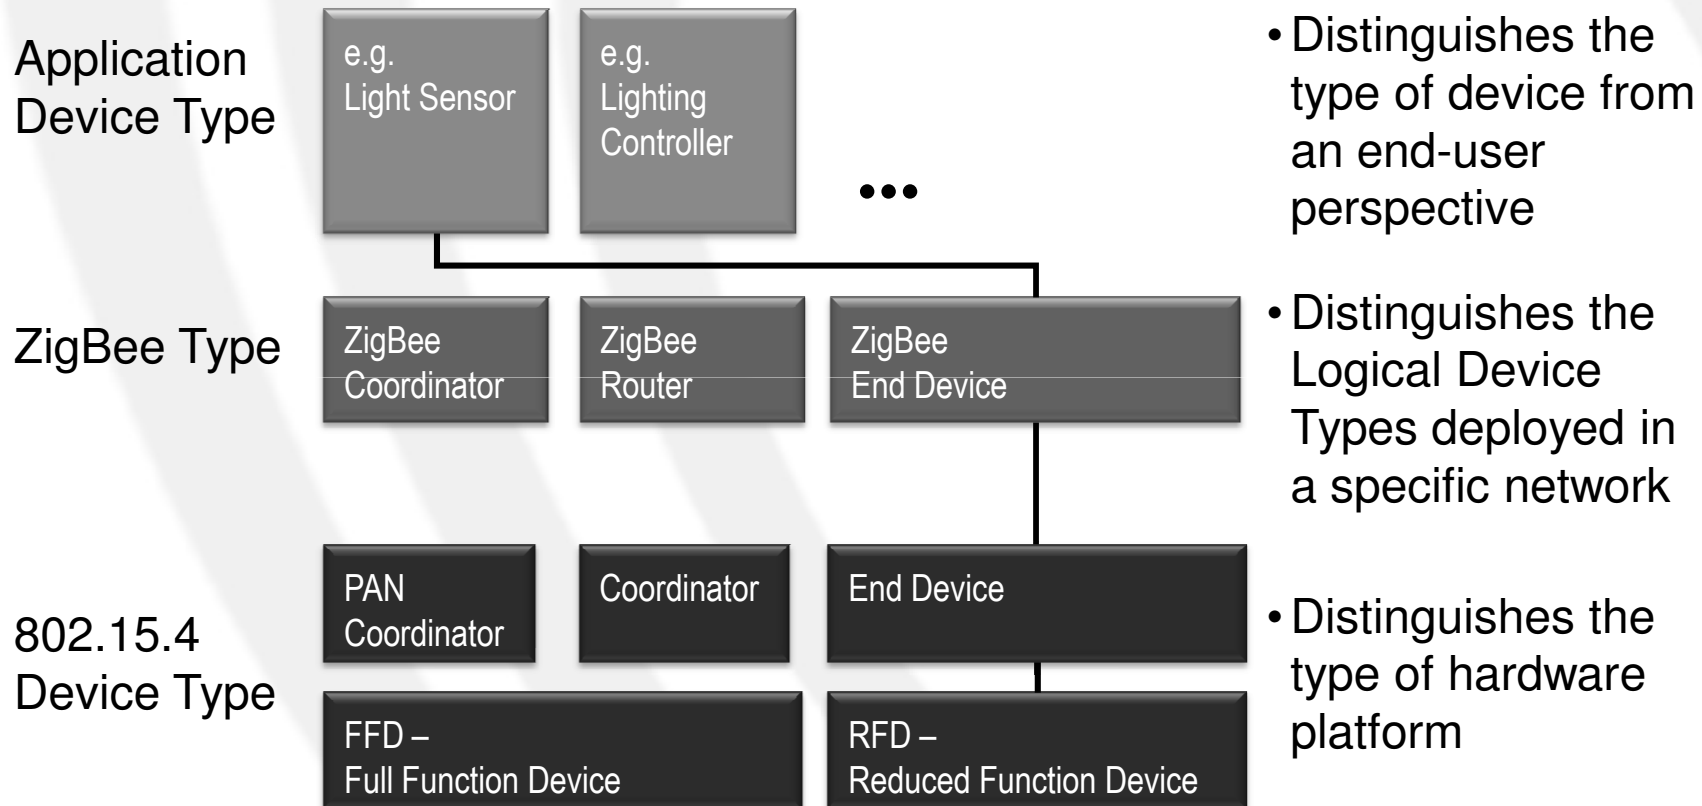 Application
Device Type
e.g.
Light Sensor
e.g.
Lighting
Controller
...
• Distinguishes the
type of device from
an end-user
perspective
ZigBee Type
ZigBee
Coordinator
ZigBee
Router
ZigBee
End Device
• Distinguishes the
Logical Device
Types deployed in
a specific network
802.15.4
Device Type
PAN
Coordinator
Coordinator
End Device
FFD –
Full Function Device
RFD –
Reduced Function Device
• Distinguishes the
type of hardware
platform